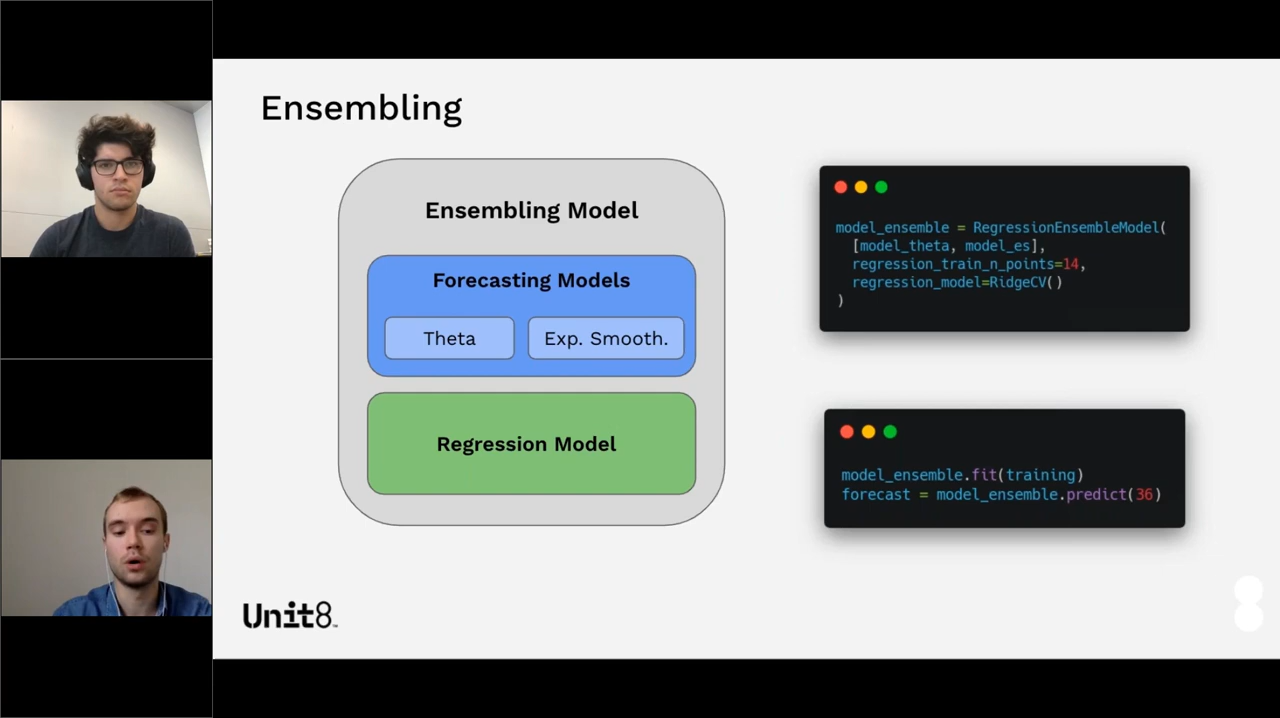 Ensembling
Ensembling Model
Forecasting Models
Theta
Exp. Smooth.
Regression Model
model_ensemble = RegressionEnsembleModel(
[model_theta, model_es],
regression_train_n_points=14,
regression_model=RidgeCV()
)
model_ensemble.fit(training)
forecast = model_ensemble.predict(36)
Unit8™